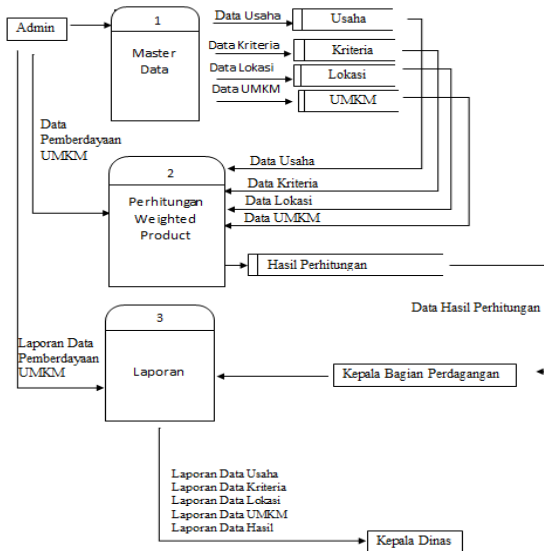 Admin
1
Master
Data
Data Usaha
Usaha
Data Kriteria
Kriteria
Data Lokasi
Lokasi
Data UMKM
UMKM
Data
Pemberdayaan
UMKM
2
Perhitungan
Weighted
Product
Data Usaha
Data Kriteria
Data Lokasi
Data UMKM
Hasil Perhitungan
Data Hasil Perhitungan
3
Laporan
Laporan Data
Pemberdayaan
UMKM
Kepala Bagian Perdagangan
Laporan Data Usaha
Laporan Data Kriteria
Laporan Data Lokasi
Laporan Data UMKM
Laporan Data Hasil
Kepala Dinas